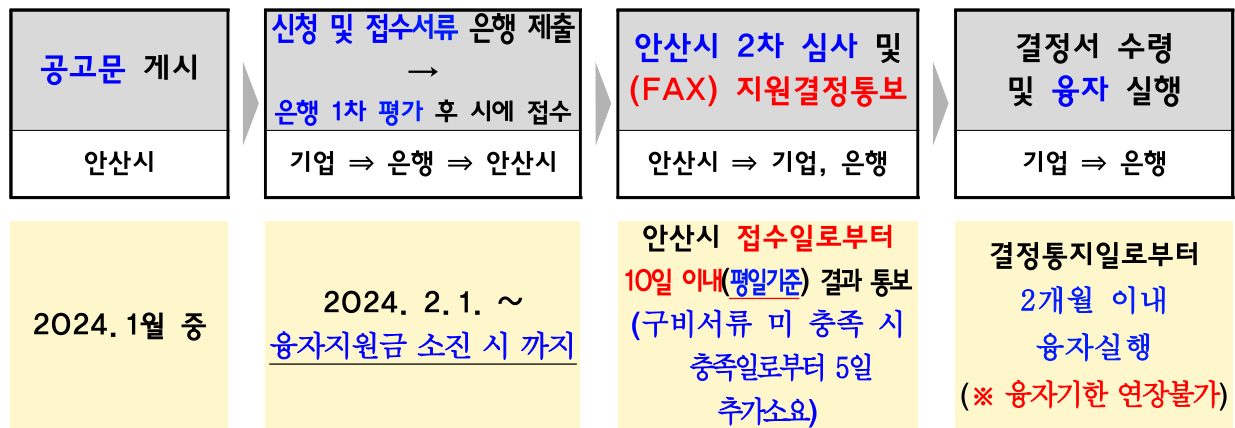 공고문 게시
안산시
신청 및 접수서류 은행 제출
→
은행 1차 평가 후 시에 접수
기업 ⇒ 은행 ⇒ 안산시
안산시 2차 심사 및
(FAX) 지원결정통보
안산시 ⇒ 기업, 은행
결정서 수령
및 융자 실행
기업 ⇒ 은행
2024. 1월 중
2024. 2. 1. ~
융자지원금 소진 시 까지
안산시 접수일로부터
10일 이내(평일기준) 결과 통보
(구비서류 미 충족 시
충족일로부터 5일
추가소요)
결정통지일로부터
2개월 이내
융자실행
(※ 융자기한 연장불가)